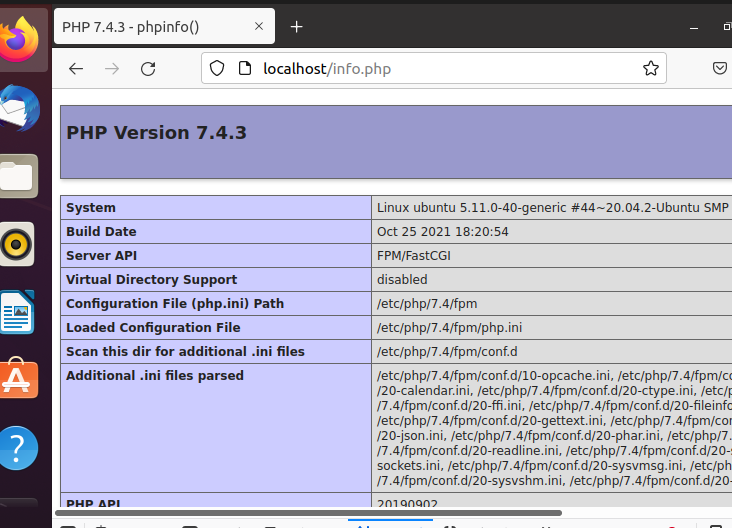 PHP 7.4.3 - phpinfo()
localhost/info.php
PHP Version 7.4.3
System Linux ubuntu 5.11.0-40-generic #44~20.04.2-Ubuntu SMP
Build Date Oct 25 2021 18:20:54
Server API FPM/FastCGI
Virtual Directory Support disabled
Configuration File (php.ini) Path /etc/php/7.4/fpm
Loaded Configuration File /etc/php/7.4/fpm/php.ini
Scan this dir for additional .ini files /etc/php/7.4/fpm/conf.d
Additional .ini files parsed /etc/php/7.4/fpm/conf.d/10-opcache.ini, /etc/php/7.4/fpm/co
/20-calendar.ini, /etc/php/7.4/fpm/conf.d/20-ctype.ini, /etc/p
/7.4/fpm/conf.d/20-ffi.ini, /etc/php/7.4/fpm/conf.d/20-fileinfo
/etc/php/7.4/fpm/conf.d/20-gettext.ini, /etc/php/7.4/fpm/con
/20-json.ini, /etc/php/7.4/fpm/conf.d/20-phar.ini, /etc/php/7.
/7.4/fpm/conf.d/20-readline.ini, /etc/php/7.4/fpm/conf.d/20-
sockets.ini, /etc/php/7.4/fpm/conf.d/20-sysvmsg.ini, /etc/ph
/7.4/fpm/conf.d/20-sysvshm.ini, /etc/php/7.4/fpm/conf.d/20-
PHP API 20190902